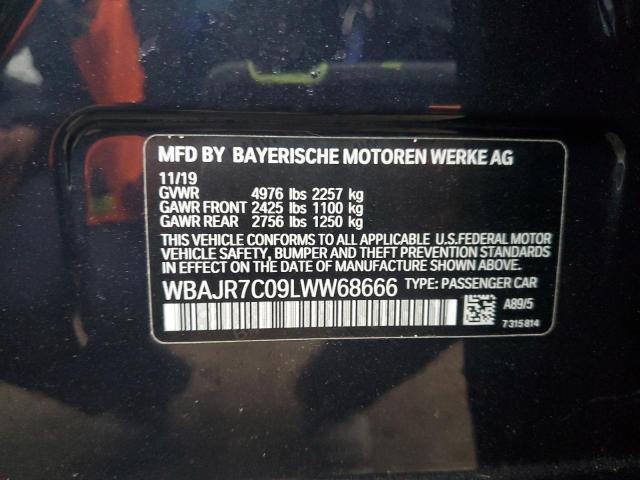 MFD BY BAYERISCHE MOTOREN WERKE AG
11/19
GVWR 4976 lbs 2257 kg
GAWR FRONT 2425 lbs 1100 kg
GAWR REAR 2756 lbs 1250 kg
THIS VEHICLE CONFORMS TO ALL APPLICABLE U.S.FEDERAL MOTOR
VEHICLE SAFETY, BUMPER AND THEFT PREVENTION STANDARDS
IN EFFECT ON THE DATE OF MANUFACTURE SHOWN ABOVE.
WBAJR7C09LWW68666 TYPE: PASSENGER CAR
A89/5
7315814